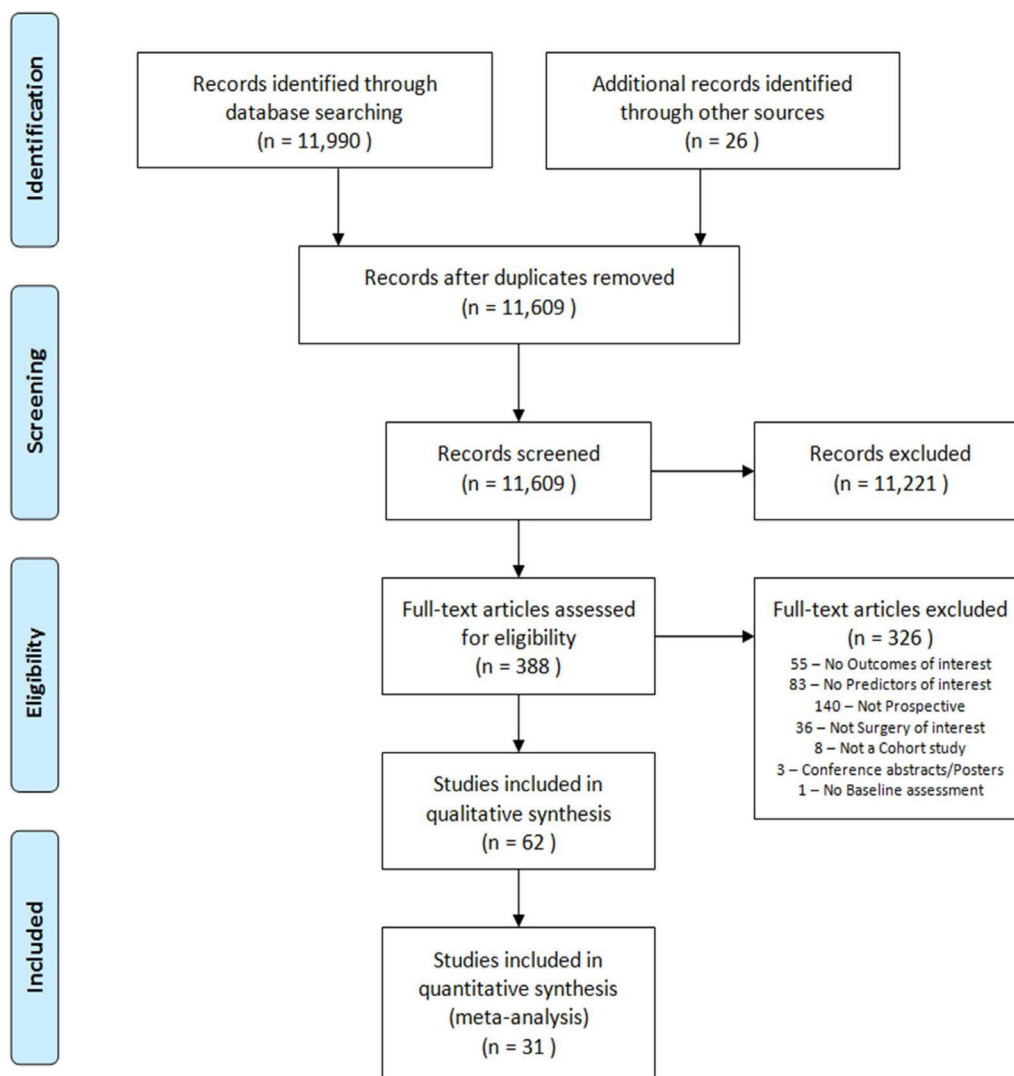 Identification
Records identified through
database searching
(n = 11,990 )
Additional records identified
through other sources
(n = 26 )
Screening
Records after duplicates removed
(n = 11,609 )
Records screened
(n = 11,609 )
Records excluded
(n = 11,221 )
Eligibility
Full-text articles assessed
for eligibility
(n = 388 )
Full-text articles excluded
(n = 326 )
55 – No Outcomes of interest
83 – No Predictors of interest
140 – Not Prospective
36 – Not Surgery of interest
8 – Not a Cohort study
3 – Conference abstracts/Posters
1 – No Baseline assessment
Studies included in
qualitative synthesis
(n = 62 )
Included
Studies included in
quantitative synthesis
(meta-analysis)
(n = 31 )